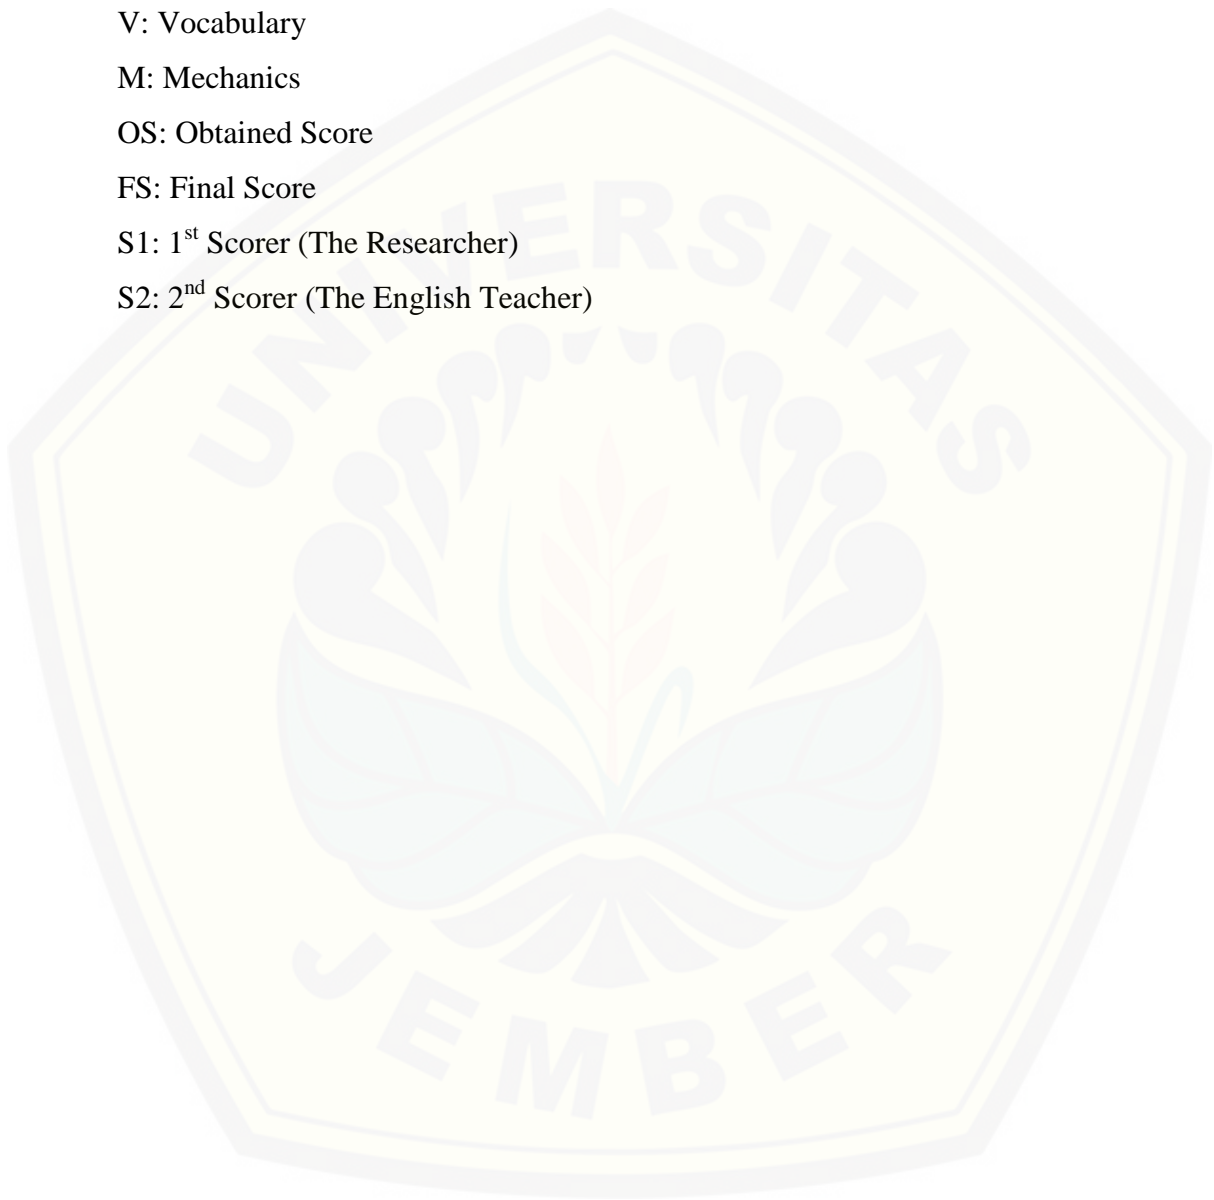 V: Vocabulary
M: Mechanics
OS: Obtained Score
FS: Final Score
S1: 1st Scorer (The Researcher)
S2: 2nd Scorer (The English Teacher)
UNIVERSITAS
JEMBER